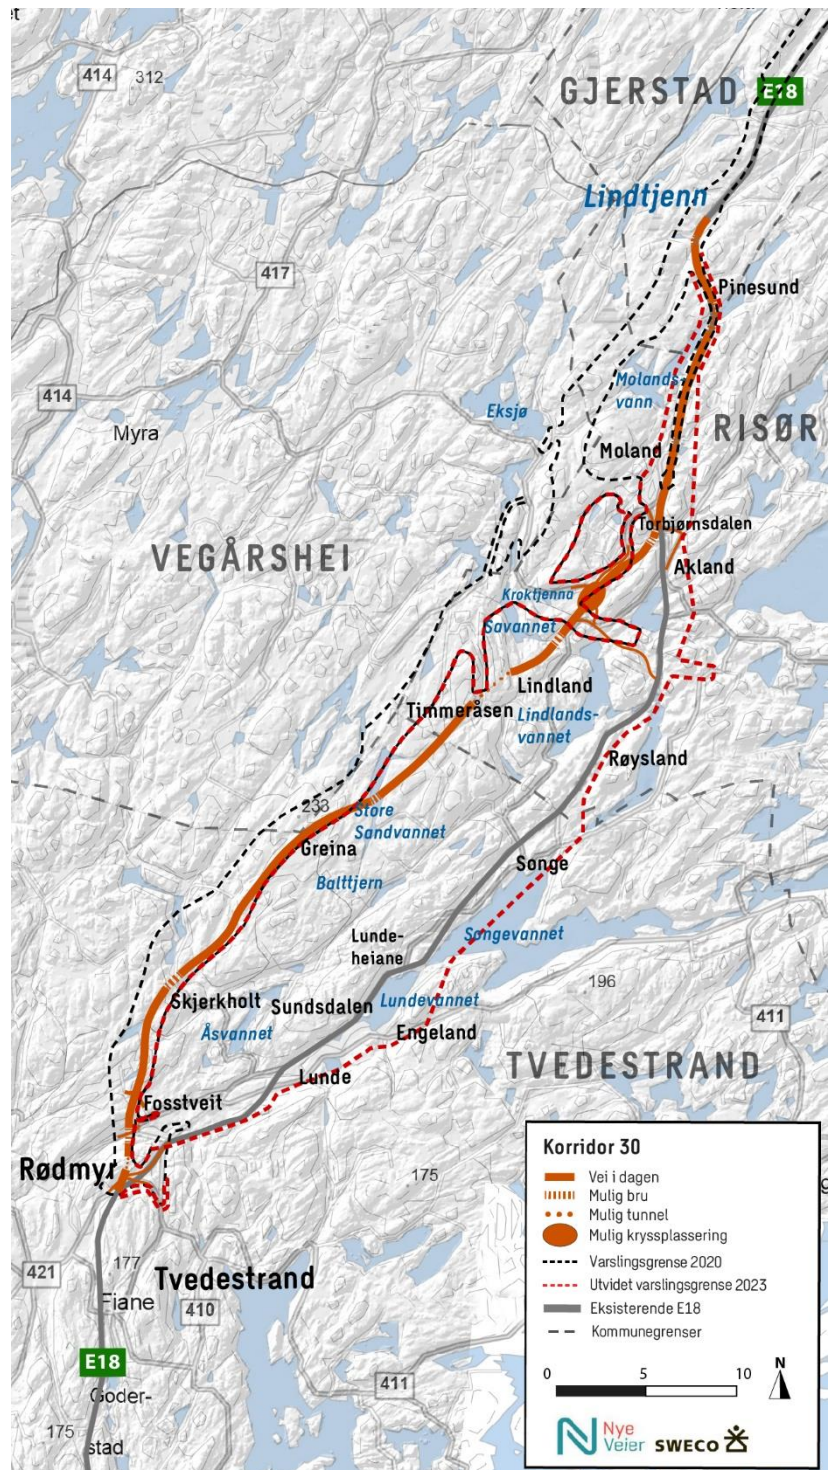 414
312
GJERSTAD
E18
Lindtjenn
417
Pinesund
414
Molands-
vann
Eksjø
Myra
RISØR
Moland
Torbjørnsdalen
VEGÅRSHEI
Akland
Kroktjenna
Savannet
Lindland
Timmeråsen
Lindlands-
vannet
Røysland
233
Store
Sandvannet
Greina
Songe
Balttjern
Lunde-
heiane
Songevannet
196
Skjerkholt
Sundsdalen
Lundevannet
411
Åsvannet
Engeland
TVEDESTRAND
Lunde
Fosstveit
Rødmyr
175
177
421
Tvedestrand
Fiane
410
E18
411
Goder-
175
stad
Korridor 30
Vei i dagen
Mulig bru
Mulig tunnel
Mulig kryssplassering
Varslingsgrense 2020
Utvidet varslingsgrense 2023
Eksisterende E18
Kommunegrenser
0 5 10
N
Nye
Veier
SWECO